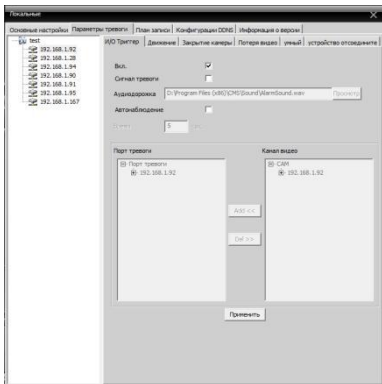 Локальные
Основные настройки Параметры тревоги План записи Конфигурации DDNS Информация о версии
test
192.168.1.92
192.168.1.28
192.168.1.94
192.168.1.90
192.168.1.91
192.168.1.95
192.168.1.167
И/О Триггер Движение Закрытие камеры Потеря видео умный устройство отсоедините
Вкл.
Сигнал тревоги
Аудиодорожка D:\Program Files (x86)\CMS\Sound\AlarmSound.wav Просмотр
Автонаблюдение
5
Порт тревоги Канал видео
Порт тревоги CAM
192.168.1.92 192.168.1.92
Add <<
Del >>
Применить